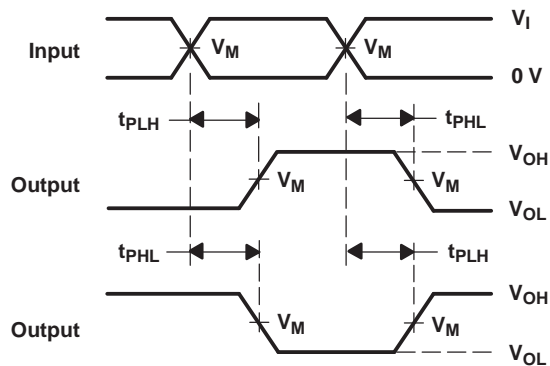 V_I
Input V_M V_M
0 V
t_PLH t_PHL
V_OH
Output V_M V_M
V_OL
t_PHL t_PLH
V_OH
Output V_M V_M
V_OL